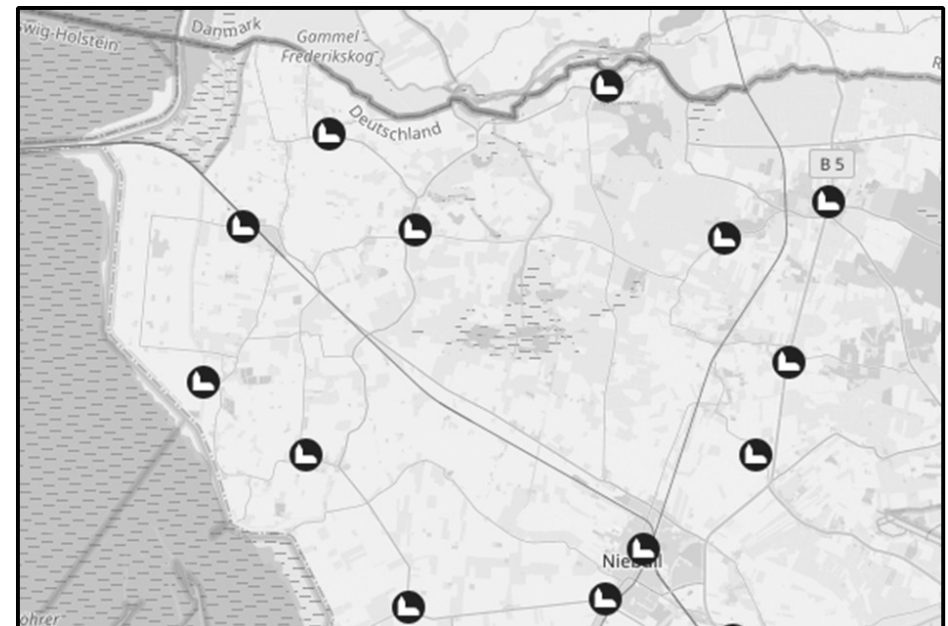 wig-Holstein
Danmark
Gammel
Frederikskog
Deutschland
B 5
Niebüll